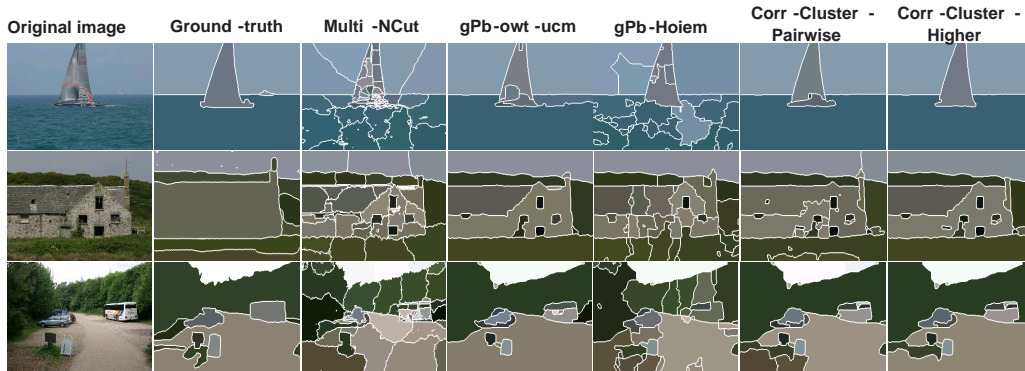 Original image Ground -truth Multi -NCut gPb-owt -ucm gPb-Hoiem Corr -Cluster - Corr -Cluster -
Pairwise Higher